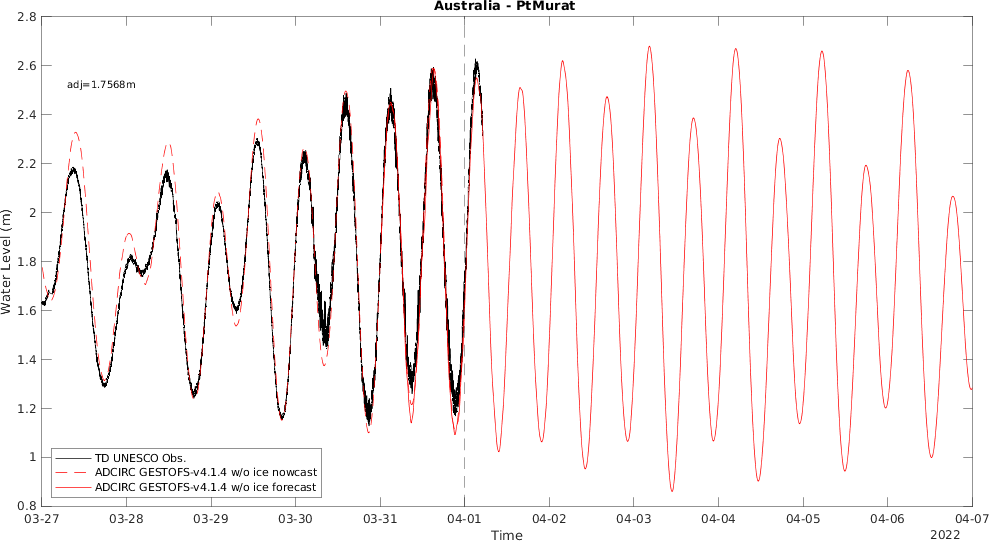 Australia - PtMurat
2.8
2.6
adj=1.7568m
2.4
2.2
2
1.8
1.6
1.4
1.2
1
0.8
Water Level (m)
TD UNESCO Obs.
ADCIRC GESTOFS-v4.1.4 w/o ice nowcast
ADCIRC GESTOFS-v4.1.4 w/o ice forecast
03-27 03-28 03-29 03-30 03-31 04-01 04-02 04-03 04-04 04-05 04-06 04-07
Time
2022